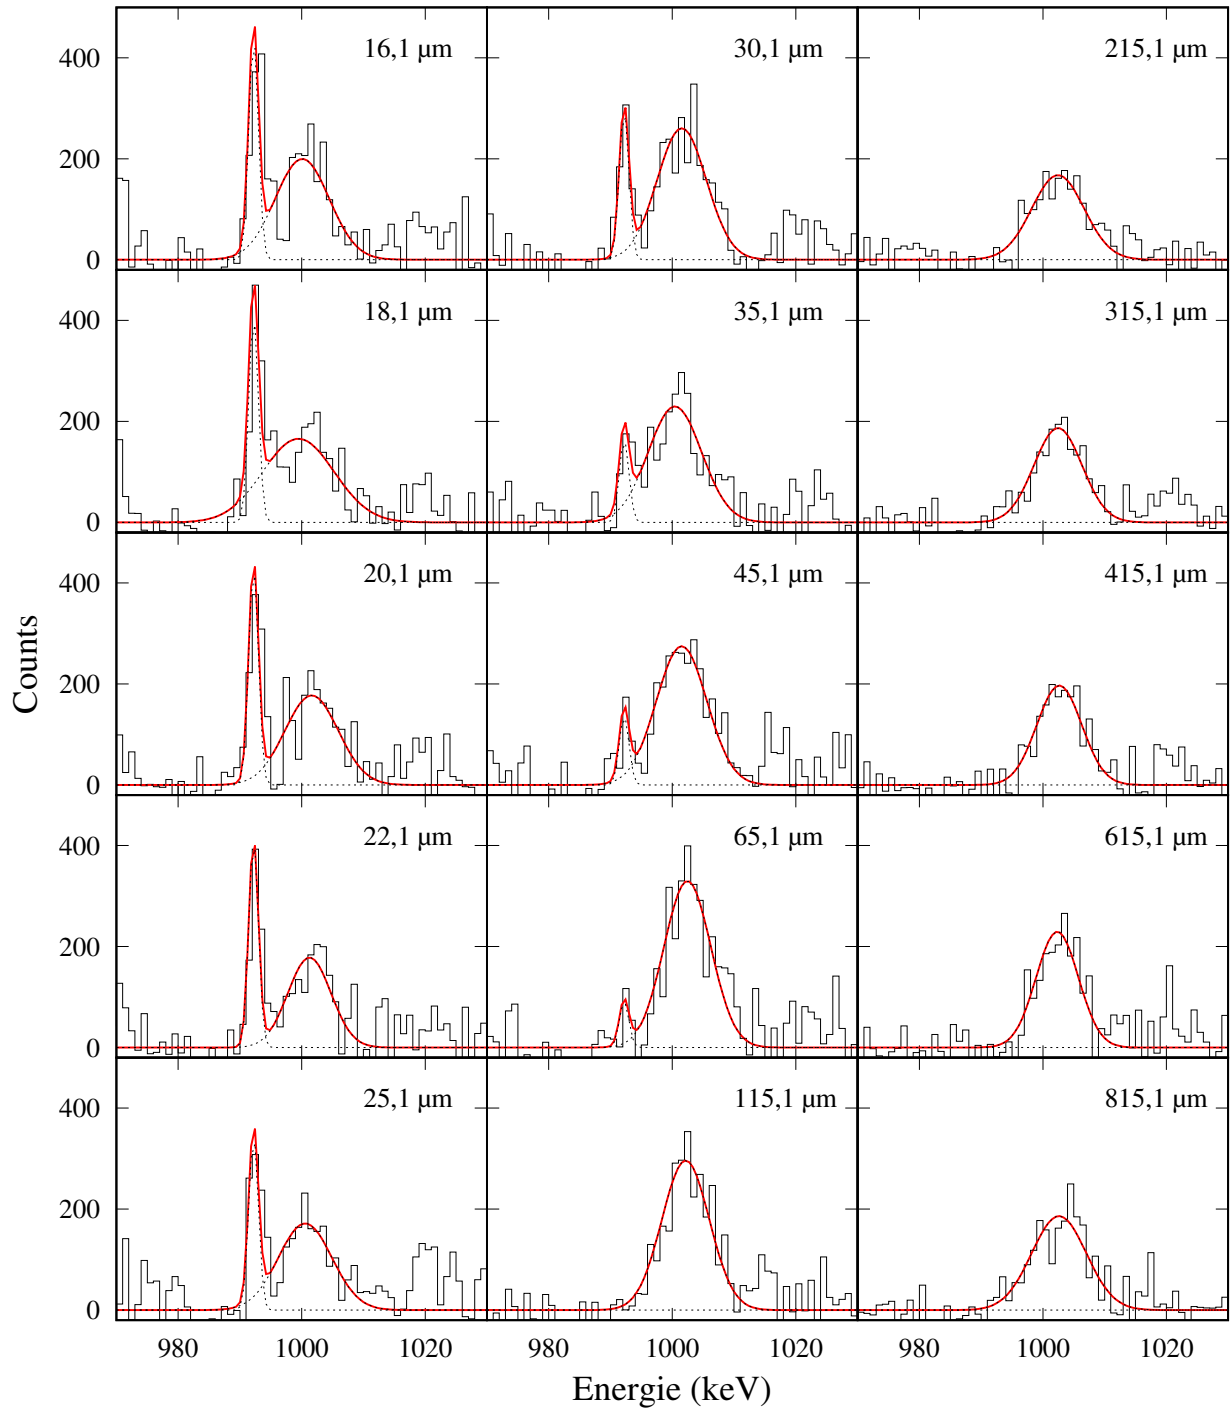 400 16,1 µm 30,1 µm 215,1 µm
200
0
400 18,1 µm 35,1 µm 315,1 µm
200
0
400 20,1 µm 45,1 µm 415,1 µm
200
0
400 22,1 µm 65,1 µm 615,1 µm
200
0
400 25,1 µm 115,1 µm 815,1 µm
200
0
Counts
980 1000 1020 980 1000 1020 980 1000 1020
Energie (keV)